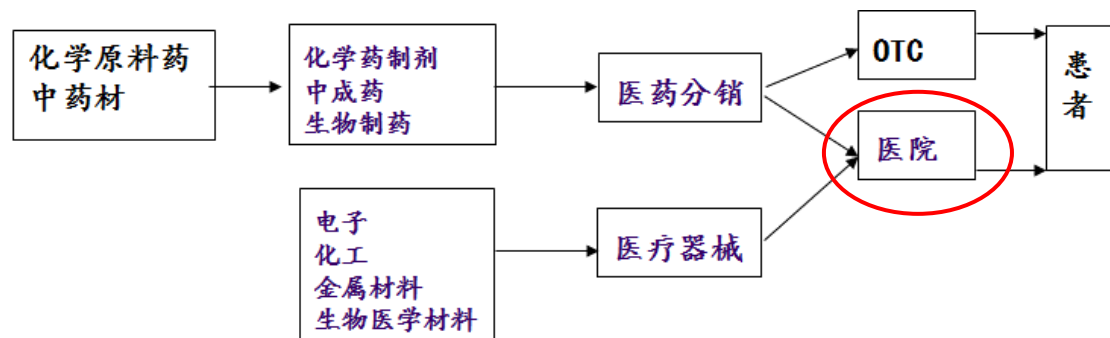 化学原料药
中药材
化学药制剂
中成药
生物制药
医药分销
OTC
医院
患者
电子
化工
金属材料
生物医学材料
医疗器械